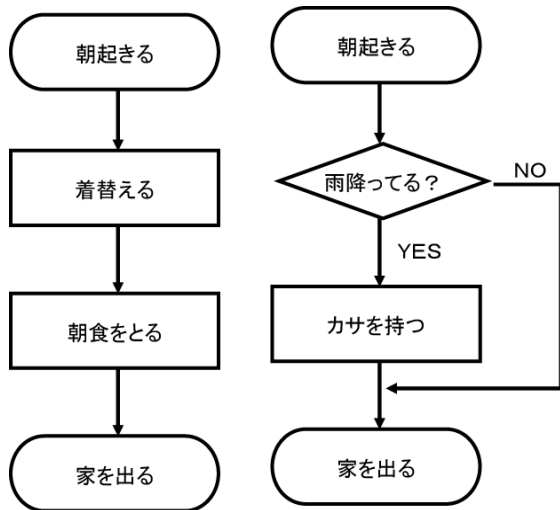 朝起きる
着替える
朝食をとる
家を出る
朝起きる
雨降ってる？
NO
YES
カサを持つ
家を出る